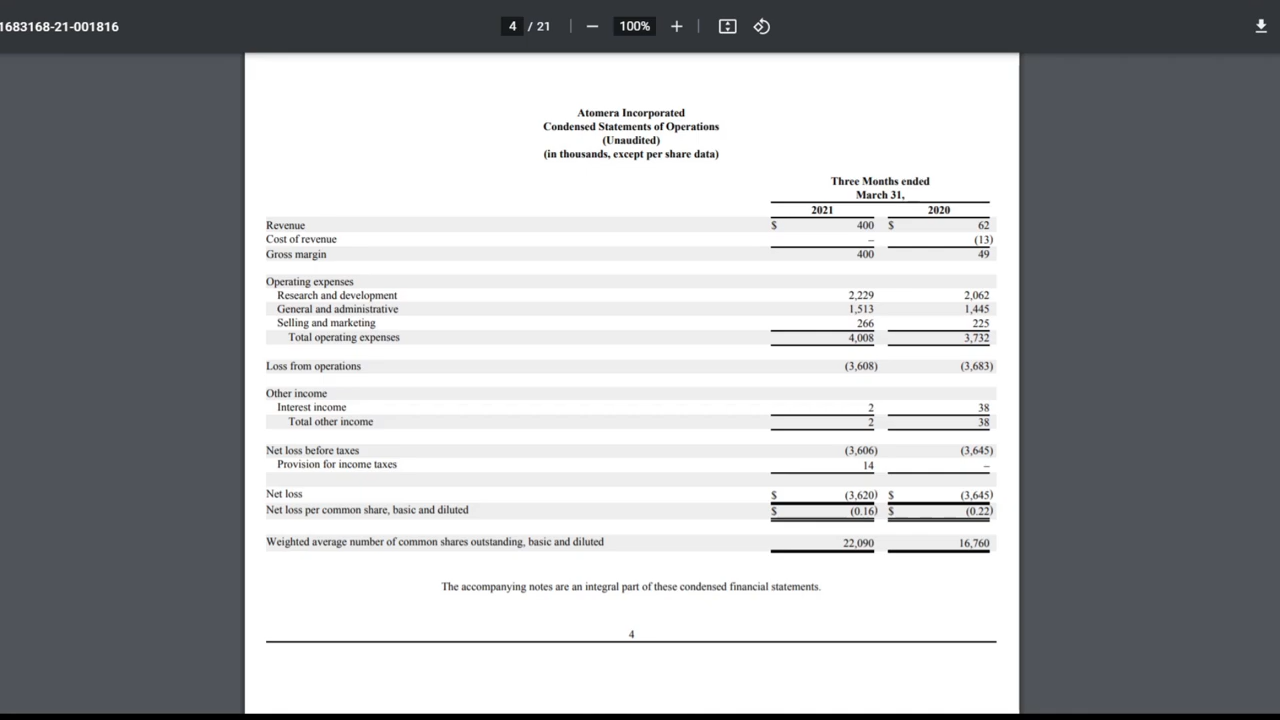 1683168-21-001816
4 / 21
100%
Atomera Incorporated
Condensed Statements of Operations
(Unaudited)
(in thousands, except per share data)
Three Months ended
March 31,
2021 2020
Revenue $ 400 $ 62
Cost of revenue – (13)
Gross margin 400 49
Operating expenses
Research and development 2,229 2,062
General and administrative 1,513 1,445
Selling and marketing 266 225
Total operating expenses 4,008 3,732
Loss from operations (3,608) (3,683)
Other income
Interest income 2 38
Total other income 2 38
Net loss before taxes (3,606) (3,645)
Provision for income taxes 14 –
Net loss $ (3,620) $ (3,645)
Net loss per common share, basic and diluted $ (0.16) $ (0.22)
Weighted average number of common shares outstanding, basic and diluted 22,090 16,760
The accompanying notes are an integral part of these condensed financial statements.
4